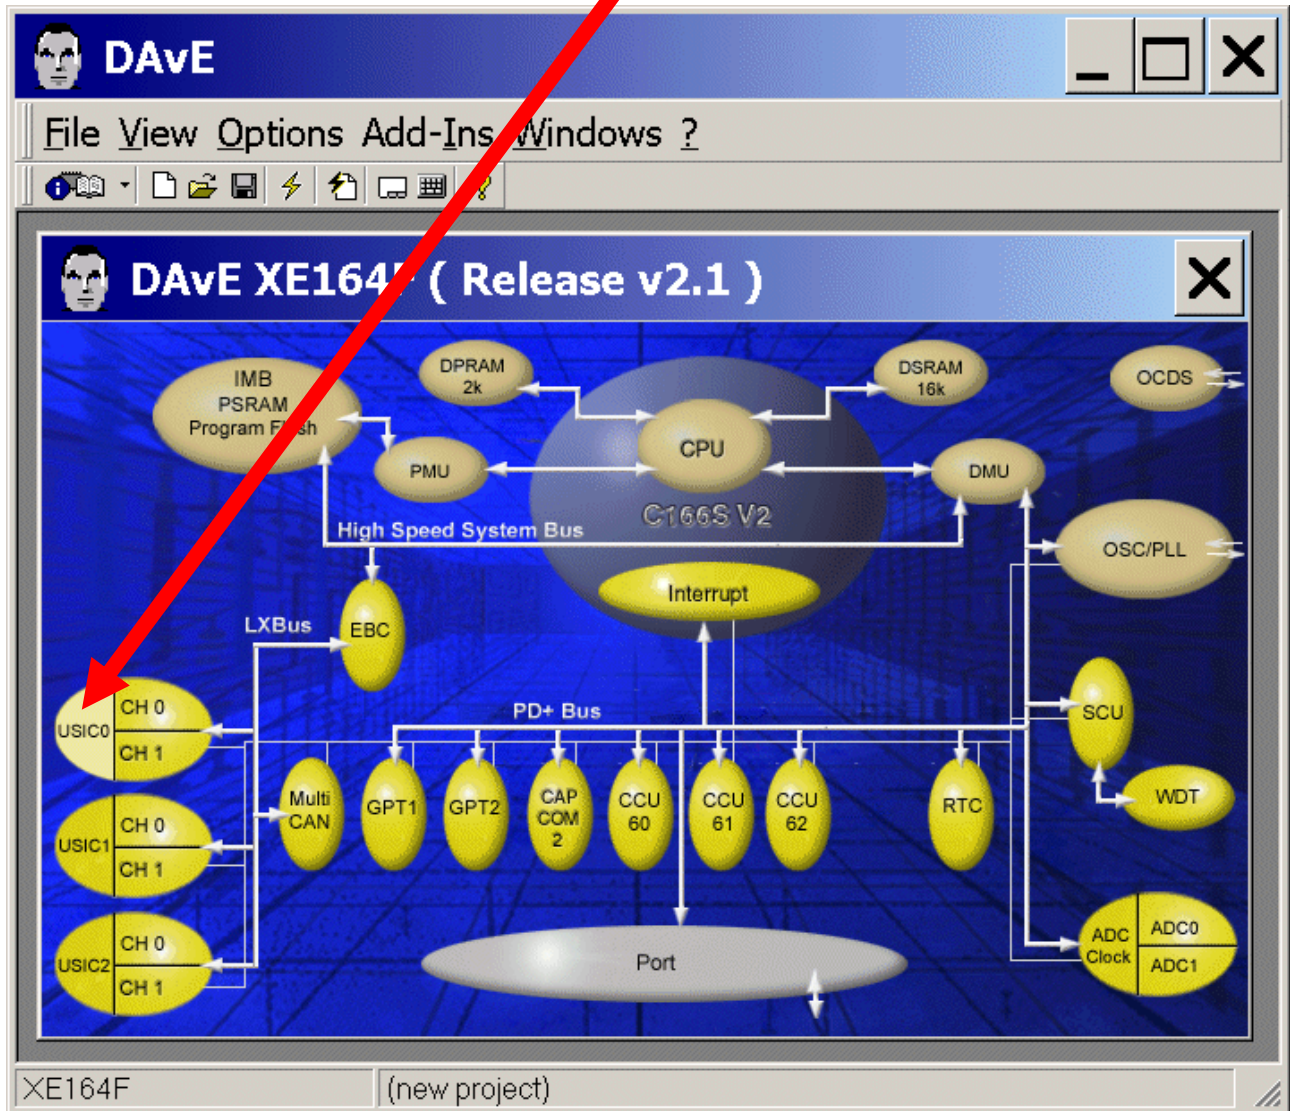 DAvE
File View Options Add-Ins Windows ?
DAvE XE164F ( Release v2.1 )
IMB
PSRAM
Program Flash
DPRAM
2k
DSRAM
16k
OCDS
CPU
PMU
DMU
C166S V2
High Speed System Bus
OSC/PLL
Interrupt
LXBus
EBC
PD+ Bus
SCU
USIC0
CH 0
CH 1
Multi
CAN
GPT1
GPT2
CAP
COM
2
CCU
60
CCU
61
CCU
62
RTC
WDT
USIC1
CH 0
CH 1
USIC2
CH 0
CH 1
Port
ADC
Clock
ADC0
ADC1
XE164F
(new project)